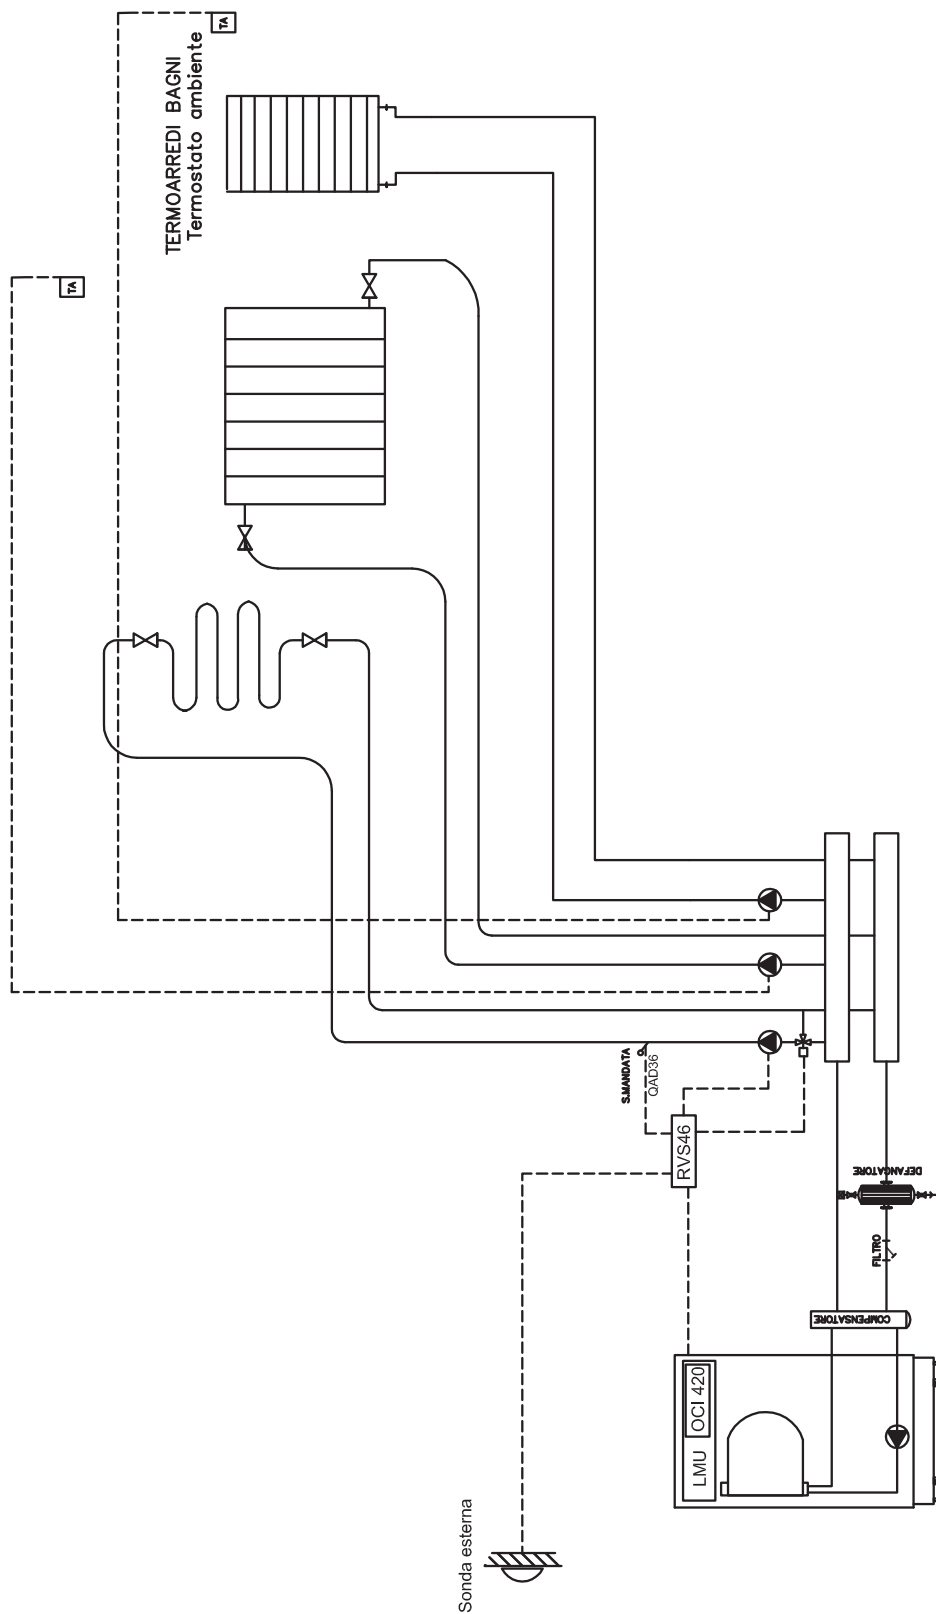 TA
TERMOARREDI BAGNI
Termostato ambiente
TA
S.MANDATA
QAD36
RVS46
DEFANGATORE
FILTRO
COMPENSATORE
LMU
OCI 420
Sonda esterna